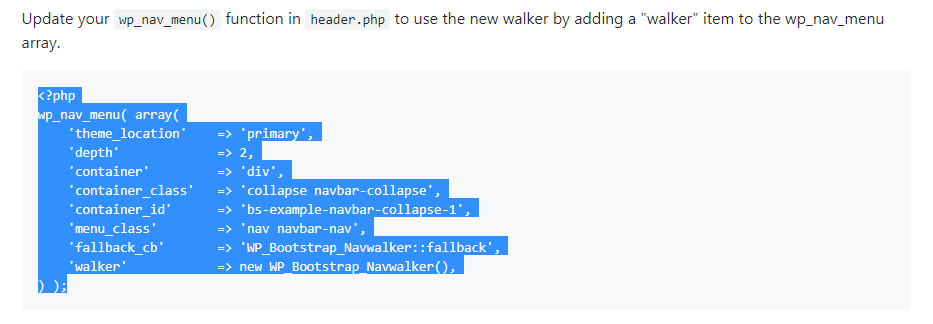 Update your wp_nav_menu() function in header.php to use the new walker by adding a "walker" item to the wp_nav_menu
array.
<?php
wp_nav_menu( array(
    'theme_location'    => 'primary',
    'depth'             => 2,
    'container'         => 'div',
    'container_class'   => 'collapse navbar-collapse',
    'container_id'      => 'bs-example-navbar-collapse-1',
    'menu_class'        => 'nav navbar-nav',
    'fallback_cb'       => 'WP_Bootstrap_Navwalker::fallback',
    'walker'            => new WP_Bootstrap_Navwalker(),
) );